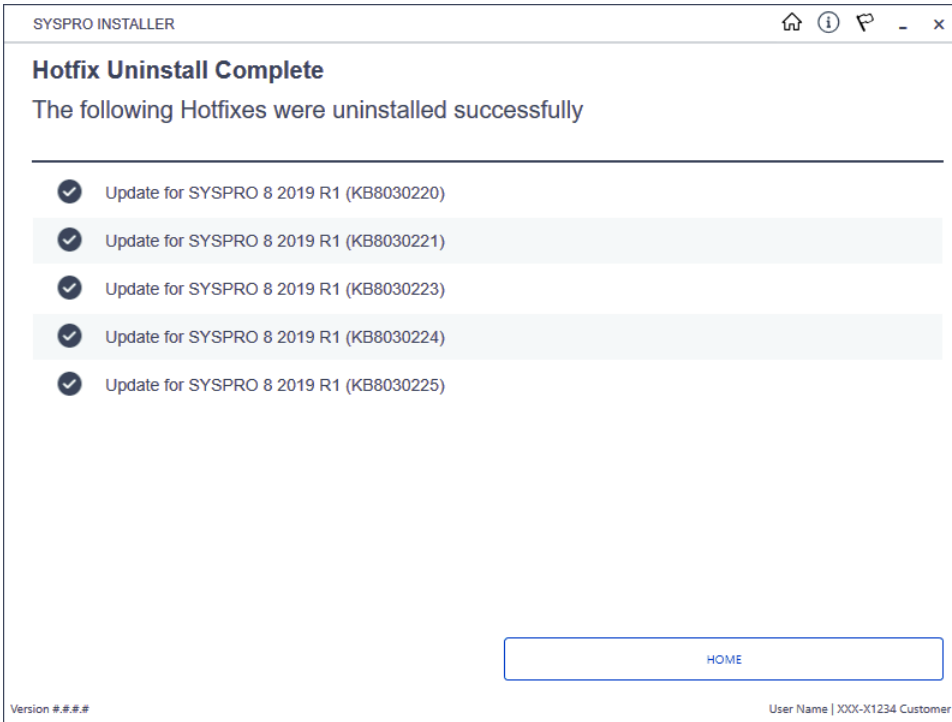 SYSPRO INSTALLER
Hotfix Uninstall Complete
The following Hotfixes were uninstalled successfully
Update for SYSPRO 8 2019 R1 (KB8030220)
Update for SYSPRO 8 2019 R1 (KB8030221)
Update for SYSPRO 8 2019 R1 (KB8030223)
Update for SYSPRO 8 2019 R1 (KB8030224)
Update for SYSPRO 8 2019 R1 (KB8030225)
HOME
Version #.#.#.#
User Name | XXX-X1234 Customer